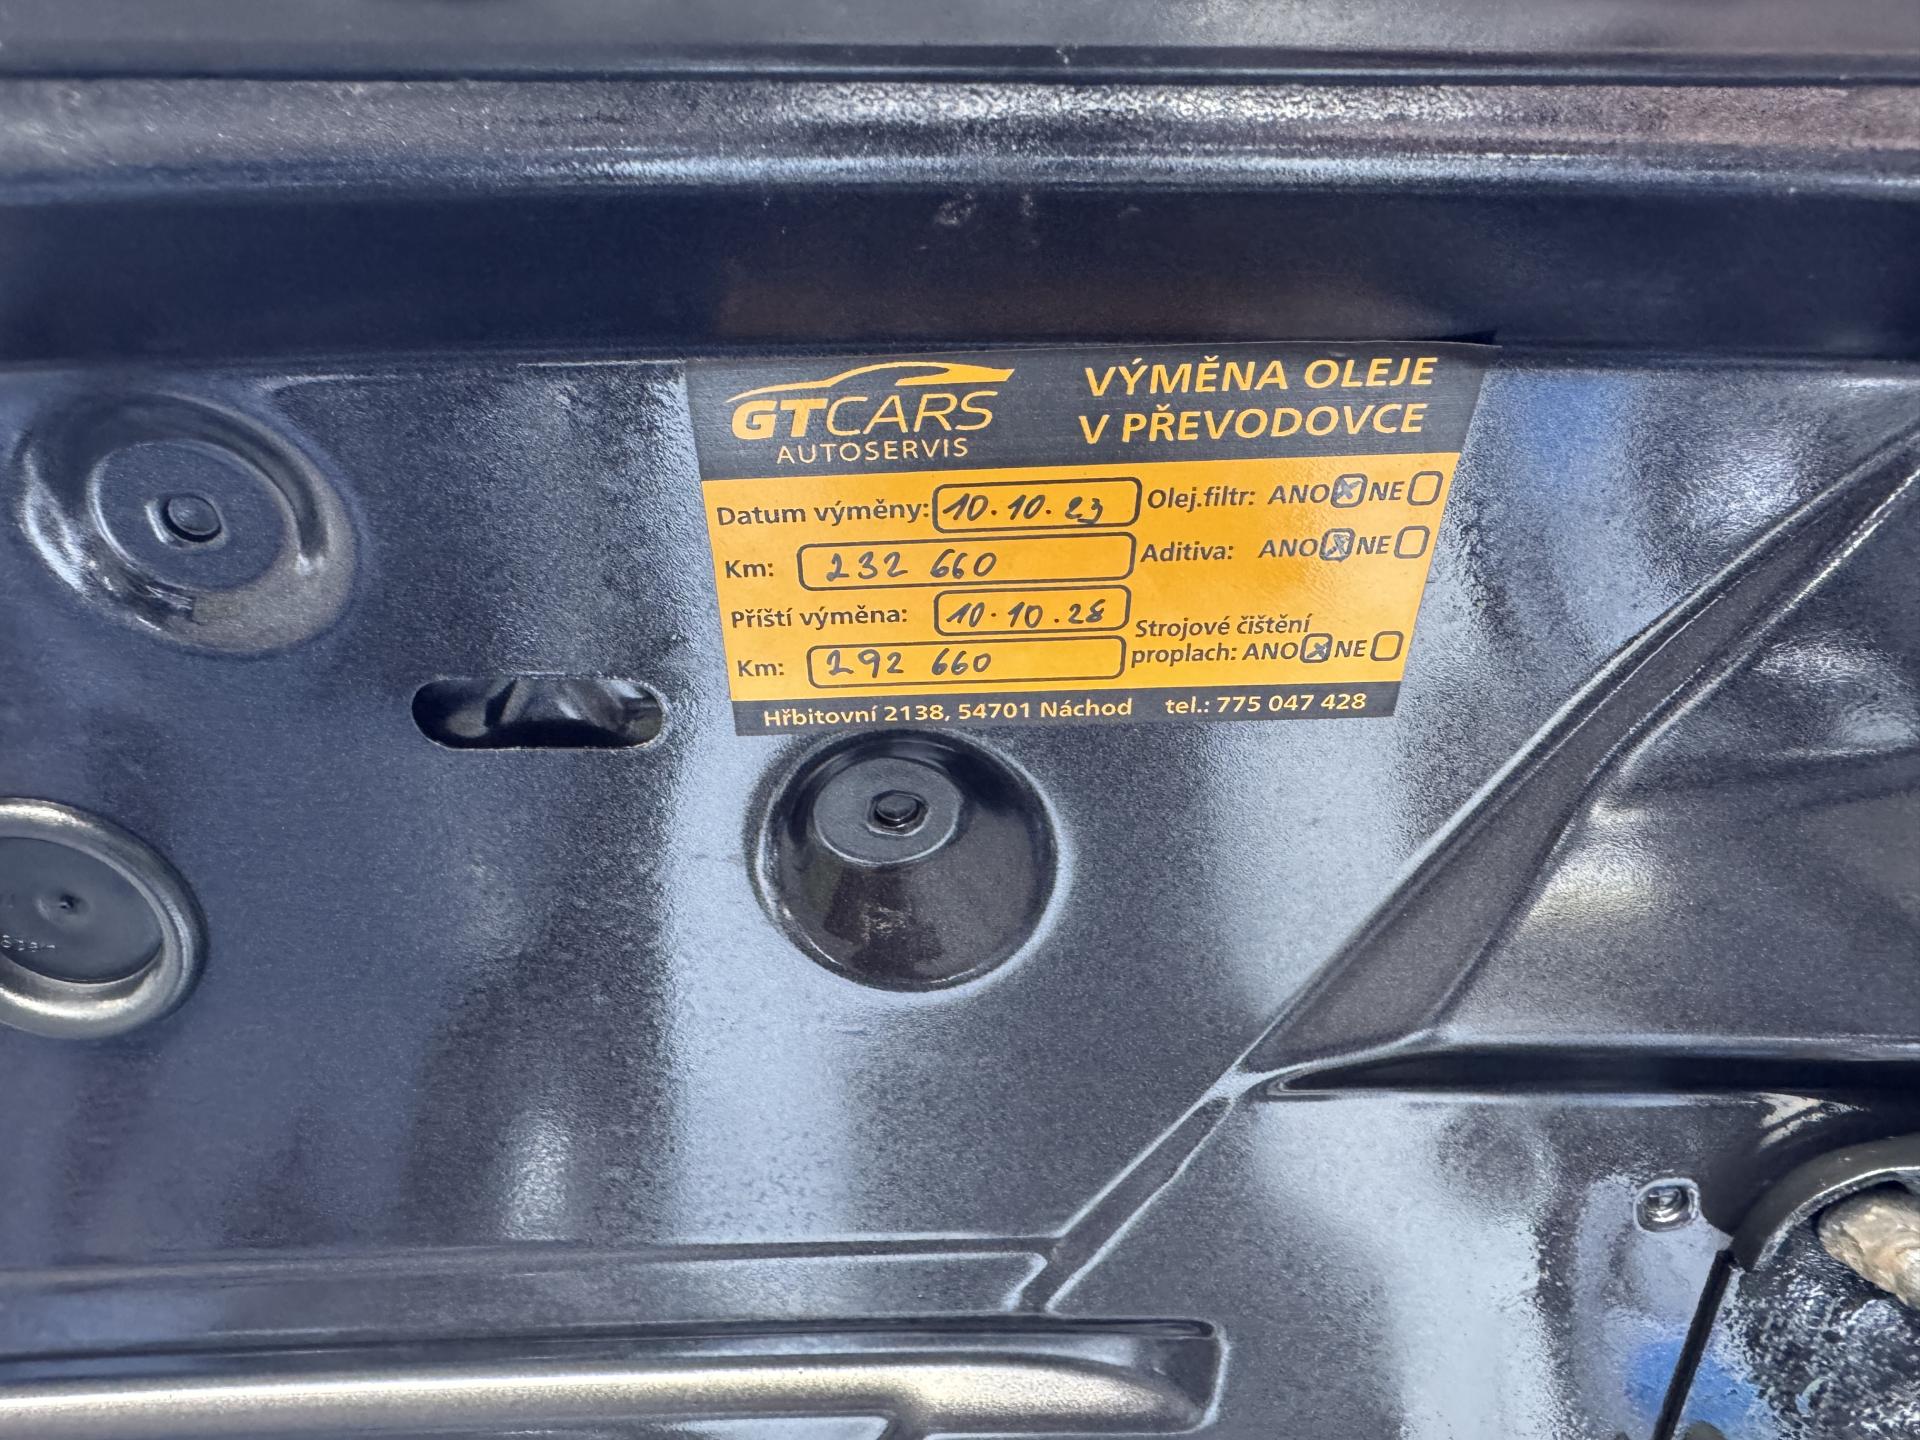 GTCARS
AUTOSERVIS
VÝMĚNA OLEJE
V PŘEVODOVCE
Datum výměny: 10.10.23 Olej.filtr: ANO x NE
Km: 232 660 Aditiva: ANO x NE
Příští výměna: 10.10.28
Km: 292 660
Strojové čištění
proplach: ANO x NE
Hřbitovní 2138, 54701 Náchod tel.: 775 047 428